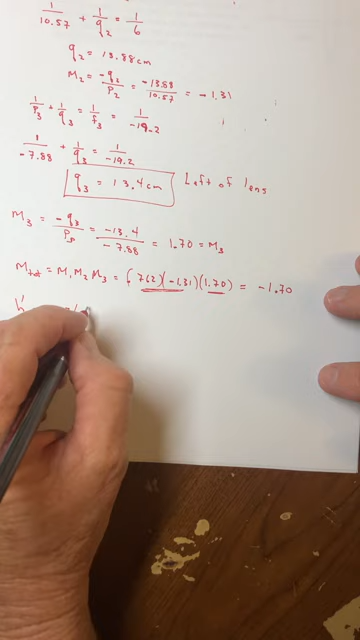 1/10.57 + 1/q₂ = 1/6
q₂ = 13.88 cm
M₂ = -q₂/P₂ = -13.88/10.57 = -1.31
1/P₃ + 1/q₃ = 1/f₃ = 1/-19.2
1/-7.88 + 1/q₃ = 1/-19.2
q₃ = 13.4 cm Left of lens
M₃ = -q₃/P₃ = -13.4/-7.88 = 1.70 = M₃
Mtot = M₁ M₂ M₃ = (.762)(-1.31)(1.70) = -1.70
h'